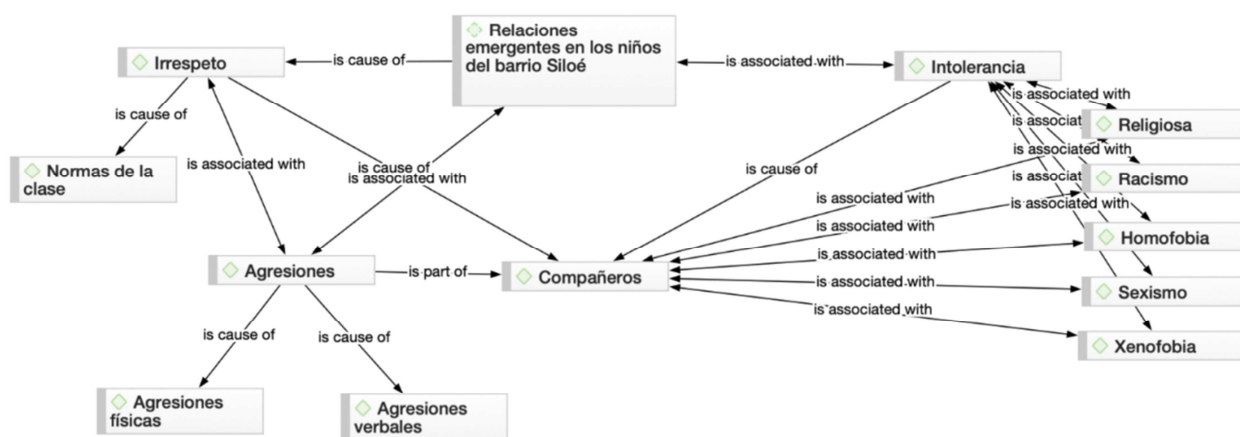 Relaciones
emergentes en los niños
del barrio Siloé
Irrespeto
is cause of
is associated with
Intolerancia
is associated with
is cause of
is associat
Religiosa
is associated with
Normas de la
clase
is associated with
is cause of
is associated with
is cause of
is associat
Racismo
is associated with
is associated with
is associated with
Homofobia
Agresiones
is part of
Compañeros
is associated with
is associated with
Sexismo
is associated with
is cause of
is cause of
Xenofobia
Agresiones
físicas
Agresiones
verbales